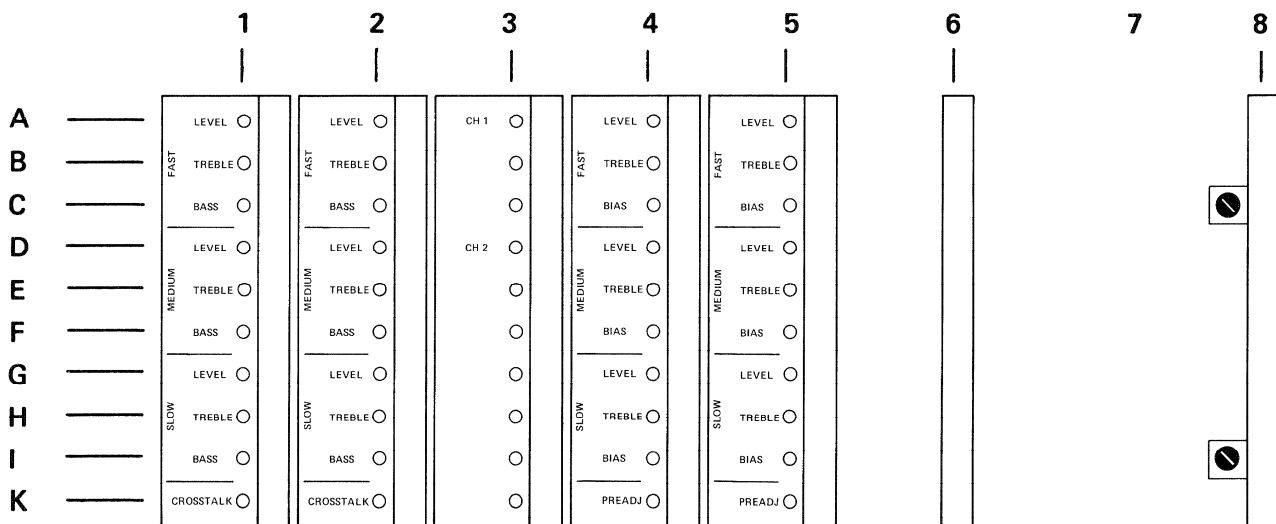 1 2 3 4 5 6 7 8
A LEVEL LEVEL CH 1 LEVEL LEVEL
B FAST TREBLE FAST TREBLE FAST TREBLE FAST TREBLE
C BASS BASS BIAS BIAS
D LEVEL LEVEL CH 2 LEVEL LEVEL
E MEDIUM TREBLE MEDIUM TREBLE MEDIUM TREBLE MEDIUM TREBLE
F BASS BASS BIAS BIAS
G LEVEL LEVEL LEVEL LEVEL
H SLOW TREBLE SLOW TREBLE SLOW TREBLE SLOW TREBLE
I BASS BASS BIAS BIAS
K CROSSTALK CROSSTALK PREADJ PREADJ